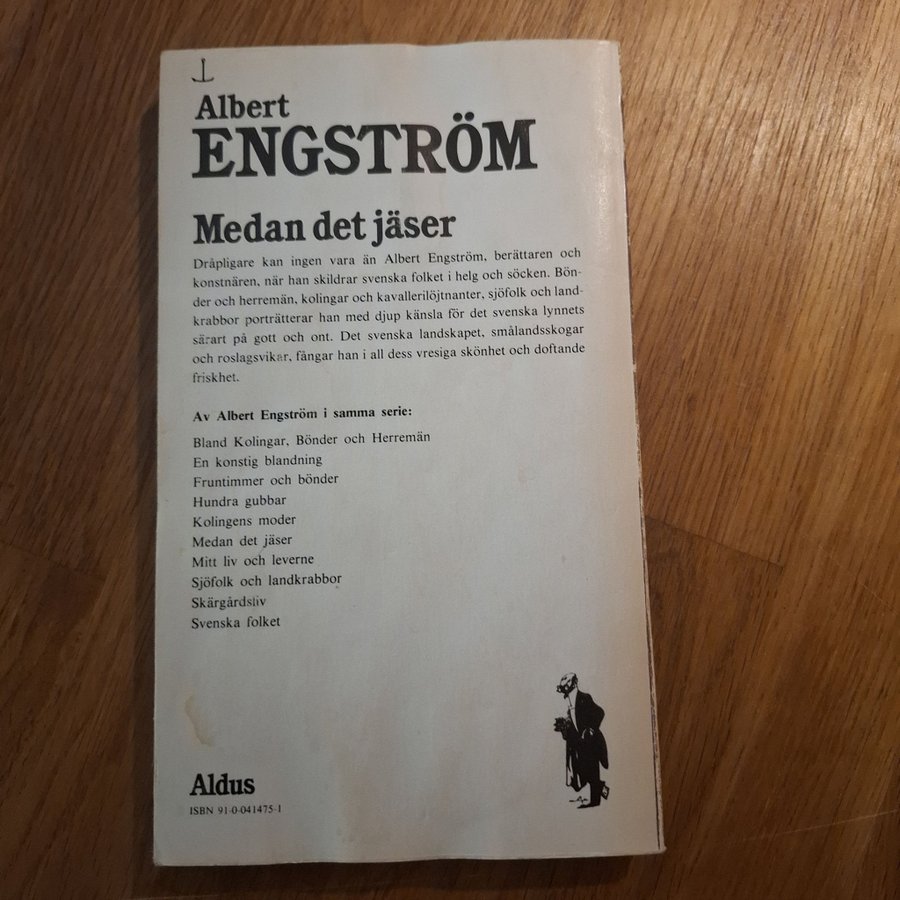 Albert
ENGSTRÖM
Medan det jäser
Dråpligare kan ingen vara än Albert Engström, berättaren och
konstnären, när han skildrar svenska folket i helg och söcken. Bön-
der och herremän, kolingar och kavallerilöjtnanter, sjöfolk och land-
krabbor porträtterar han med djup känsla för det svenska lynnets
särart på gott och ont. Det svenska landskapet, smålandsskogar
och roslagsvikar, fångar han i all dess vresiga skönhet och doftande
friskhet.
Av Albert Engström i samma serie:
Bland Kolingar, Bönder och Herremän
En konstig blandning
Fruntimmer och bönder
Hundra gubbar
Kolingens moder
Medan det jäser
Mitt liv och leverne
Sjöfolk och landkrabbor
Skärgårdsliv
Svenska folket
Aldus
ISBN 91-0-041475-1